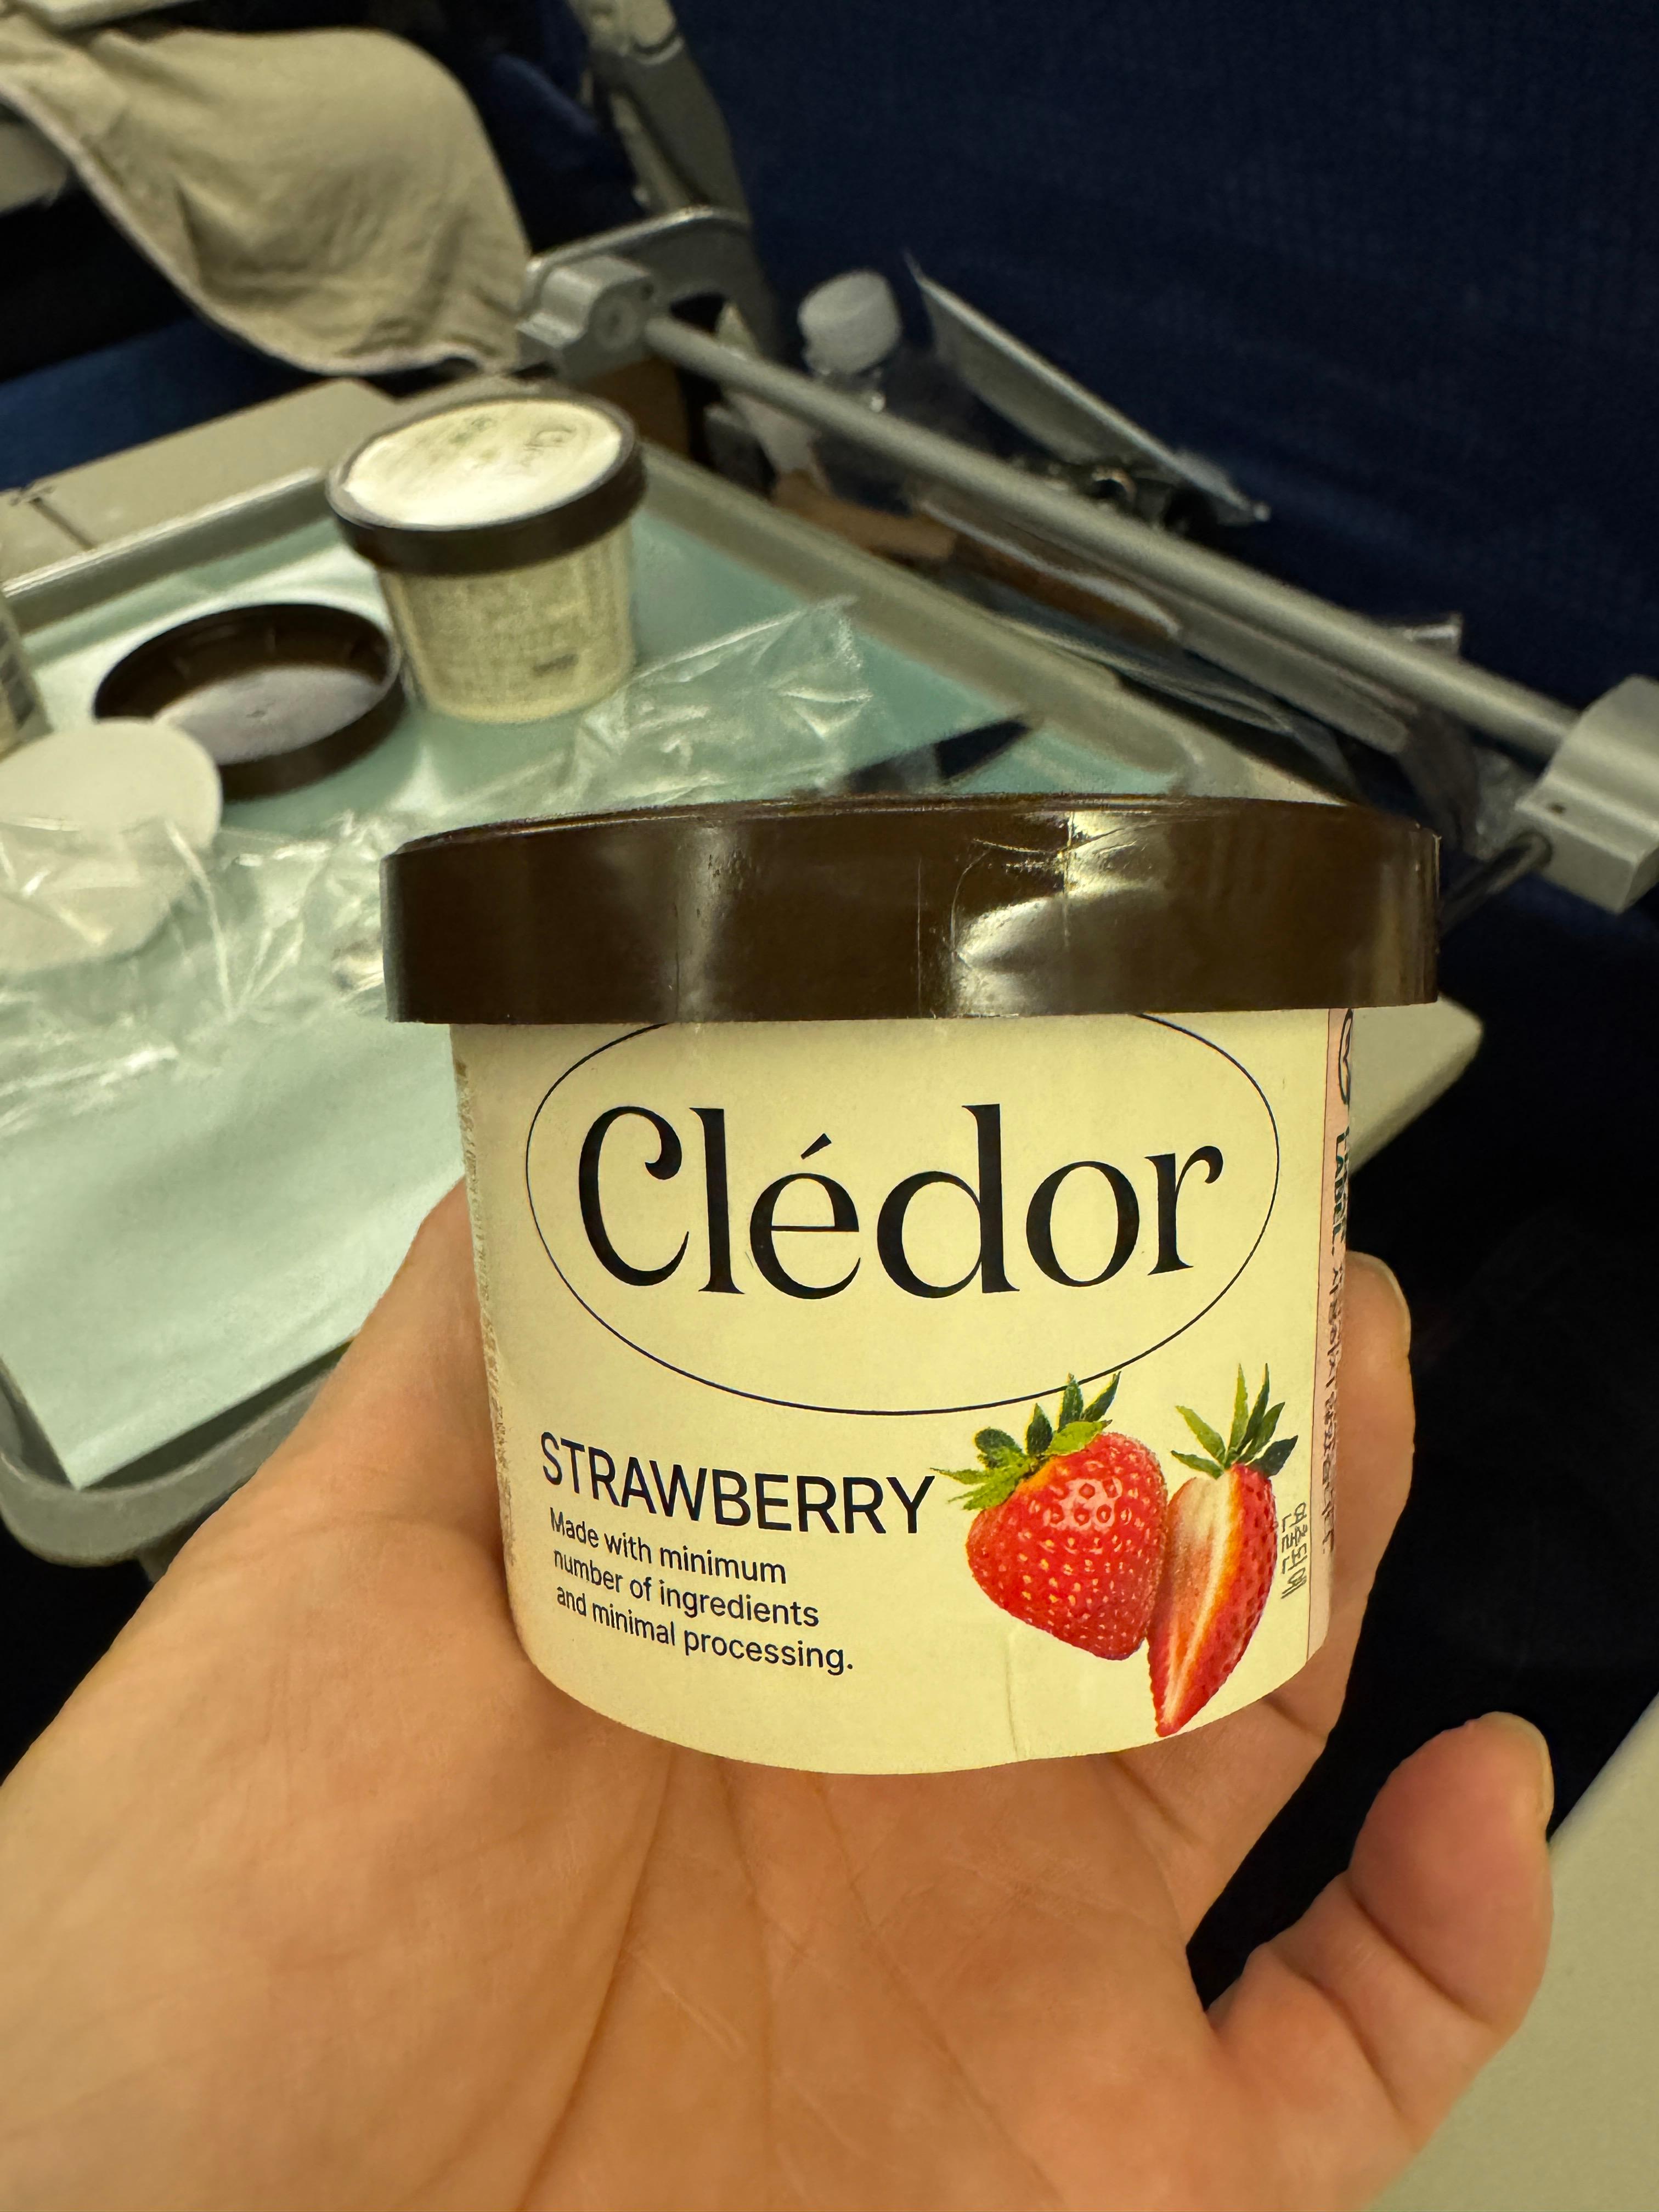 Clédor
STRAWBERRY
Made with minimum
number of ingredients
and minimal processing.